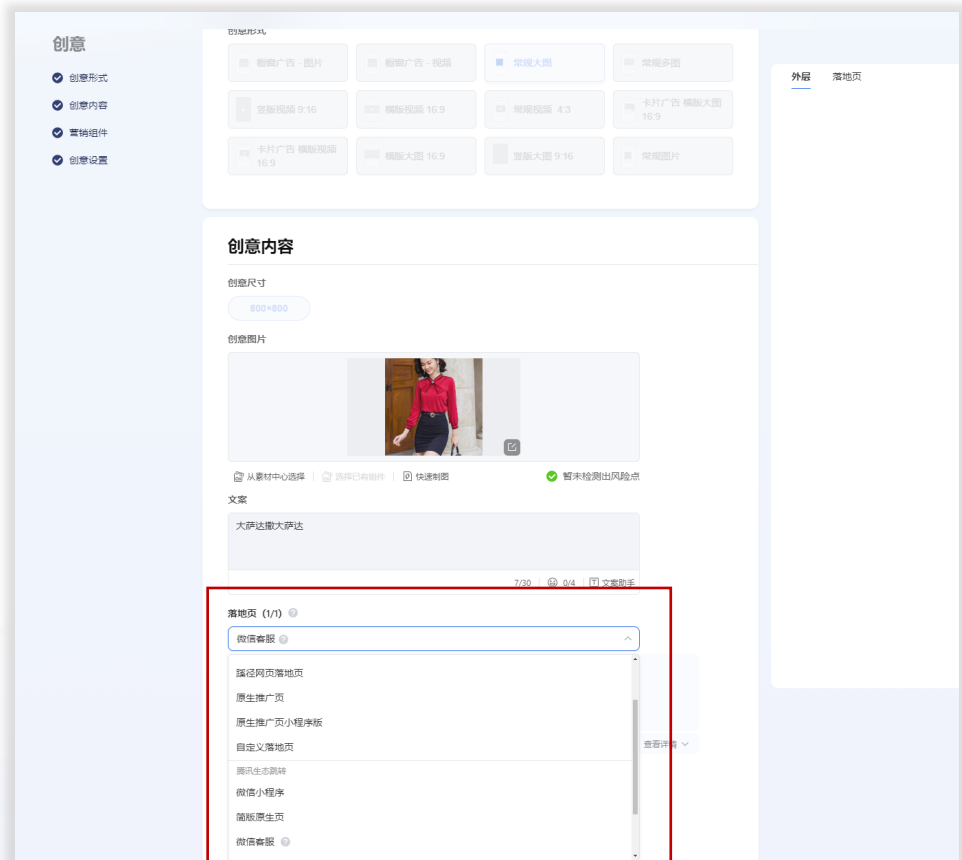 创意
创意形式
创意内容
营销组件
创意设置
创意形式
橱窗广告 - 图片
橱窗广告 - 视频
常规大图
常规多图
竖版视频 9:16
横版视频 16:9
常规视频 4:3
卡片广告 横版大图
16:9
卡片广告 横版视频
16:9
横版大图 16:9
竖版大图 9:16
常规图片
外层 落地页
创意内容
创意尺寸
800×800
创意图片
从素材中心选择
选择已有组件
快速制图
暂未检测出风险点
文案
大萨达撒大萨达
7/30 0/4 文案助手
落地页 (1/1)
微信客服
蹊径网页落地页
原生推广页
原生推广页小程序版
自定义落地页
查看详情
腾讯生态跳转
微信小程序
简版原生页
微信客服